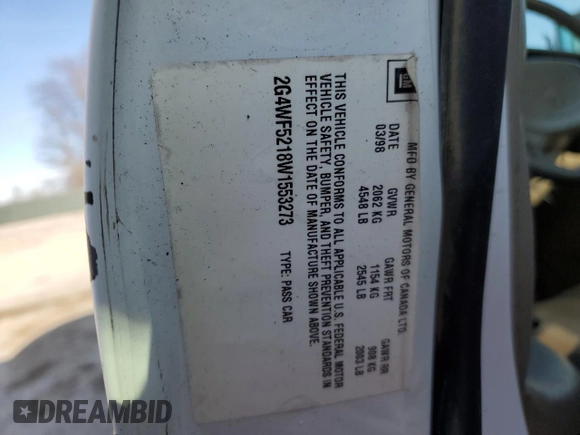 GM
MFD BY GENERAL MOTORS OF CANADA LTD.
DATE GVWR GAWR FRT GAWR RR
03/98 2062 KG 1154 KG 908 KG
4548 LB 2545 LB 2003 LB
THIS VEHICLE CONFORMS TO ALL APPLICABLE U.S. FEDERAL MOTOR
VEHICLE SAFETY, BUMPER, AND THEFT PREVENTION STANDARDS IN
EFFECT ON THE DATE OF MANUFACTURE SHOWN ABOVE.
2G4WF5218W1553273 TYPE: PASS CAR
DREAMBID